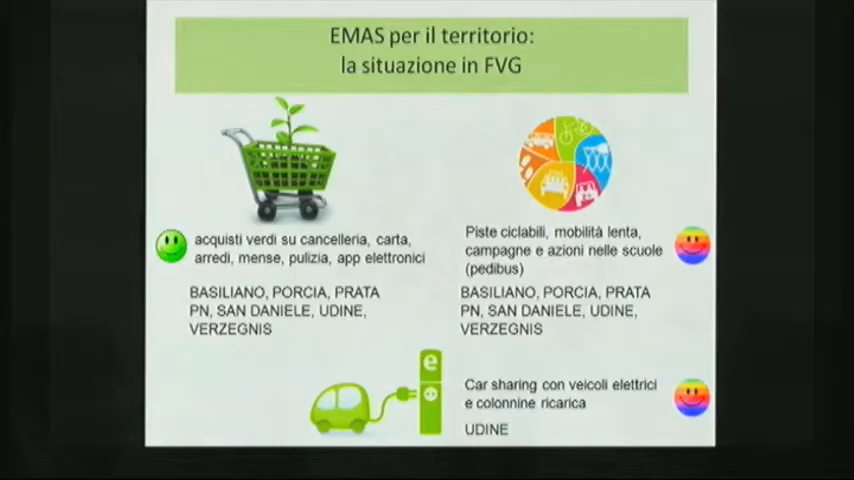 EMAS per il territorio:
la situazione in FVG
acquisti verdi su cancelleria, carta,
arredi, mense, pulizia, app elettronici
BASILIANO, PORCIA, PRATA
PN, SAN DANIELE, UDINE,
VERZEGNIS
Piste ciclabili, mobilità lenta,
campagne e azioni nelle scuole
(pedibus)
BASILIANO, PORCIA, PRATA
PN, SAN DANIELE, UDINE,
VERZEGNIS
e
Car sharing con veicoli elettrici
e colonnine ricarica
UDINE